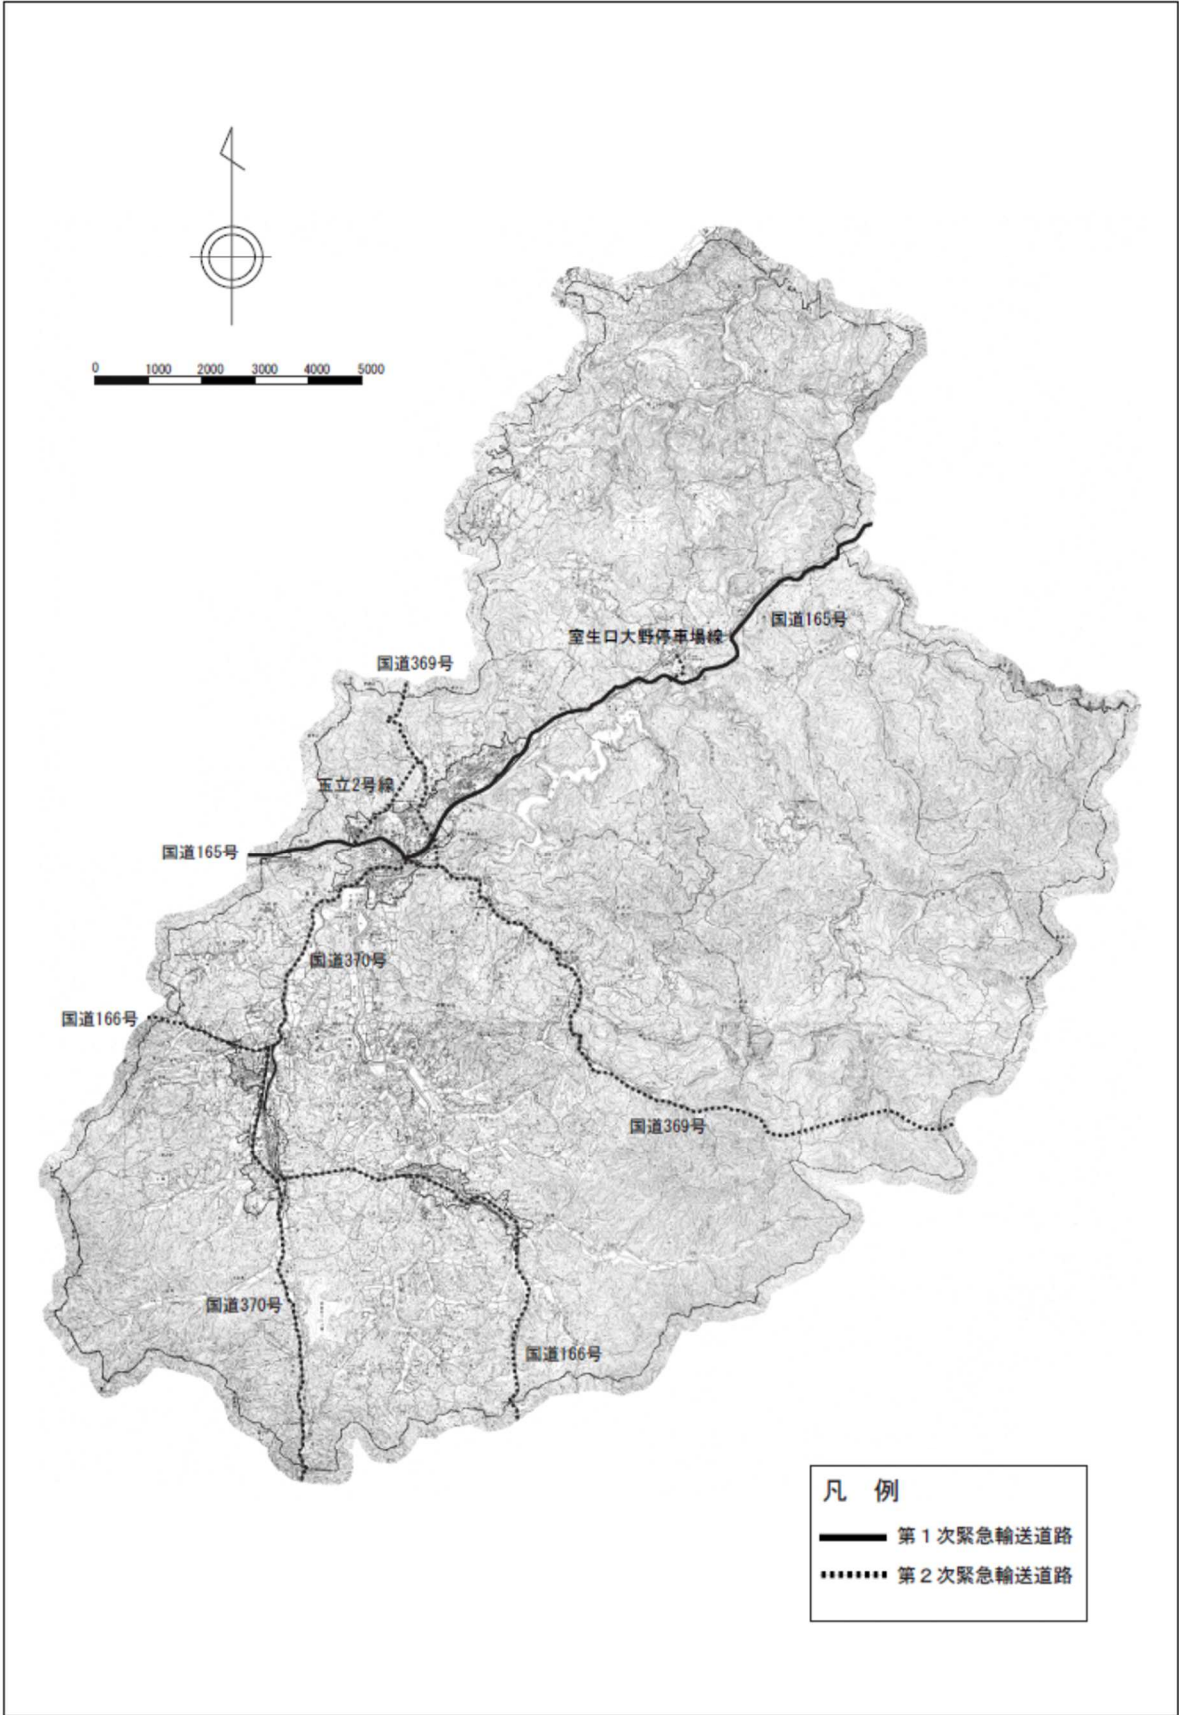 0 1000 2000 3000 4000 5000
国道165号
室生口大野停車場線
国道369号
玉立2号線
国道165号
国道370号
国道166号
国道369号
国道370号
国道166号
凡 例
第1次緊急輸送道路
第2次緊急輸送道路